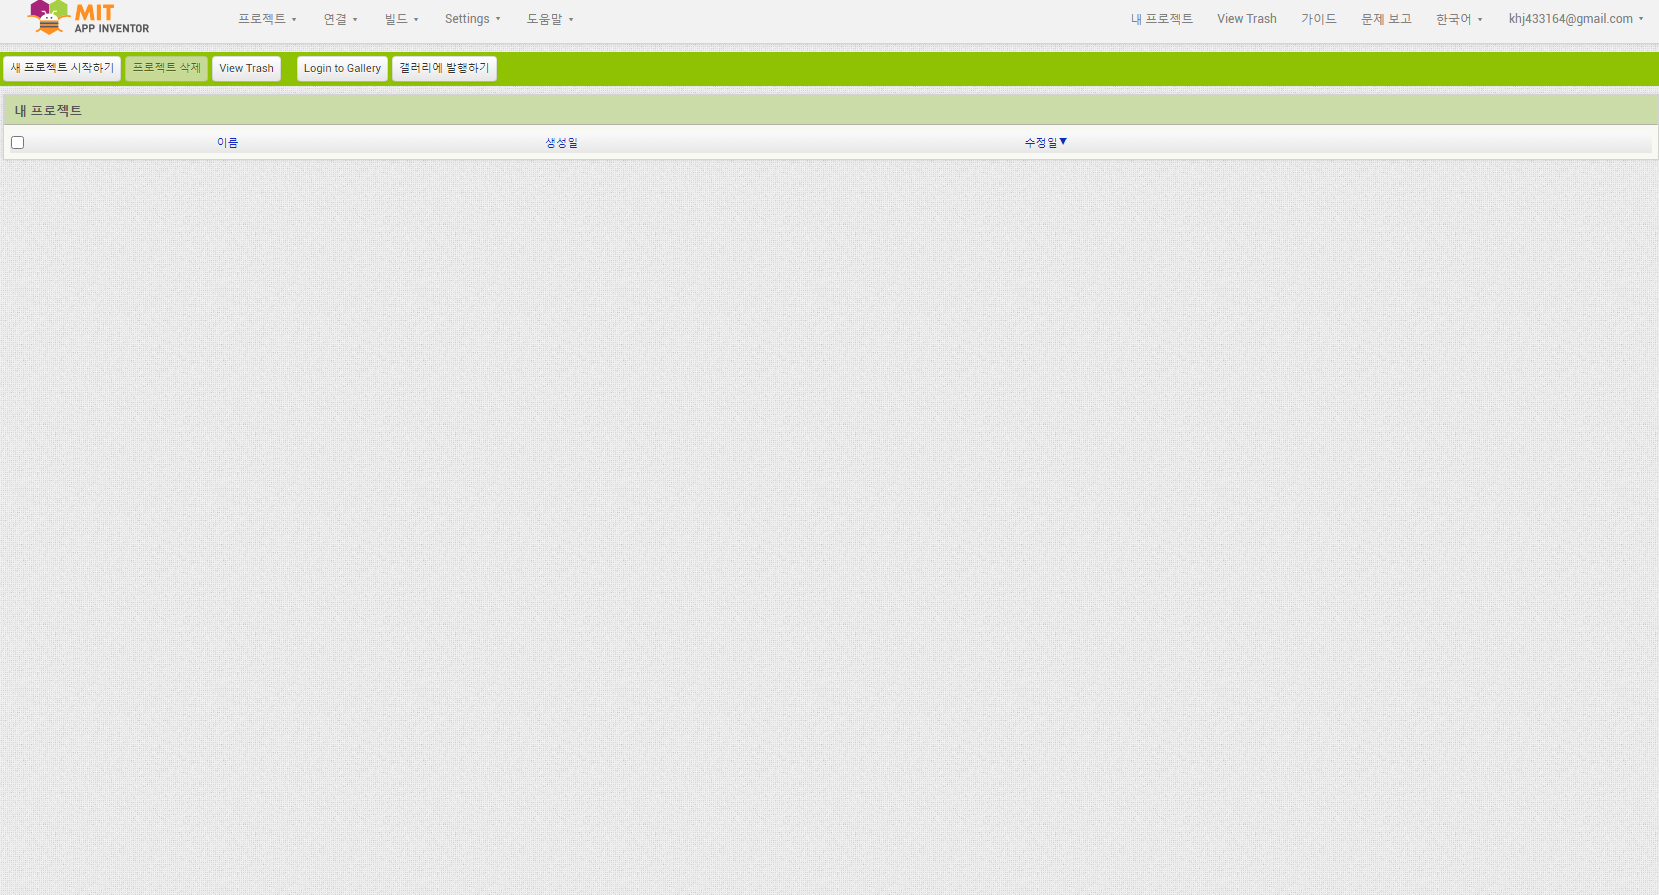 MIT
APP INVENTOR
프로젝트 연결 빌드 Settings 도움말 내 프로젝트 View Trash 가이드 문제 보고 한국어 khj433164@gmail.com
새 프로젝트 시작하기 프로젝트 삭제 View Trash Login to Gallery 갤러리에 발행하기
내 프로젝트
이름 생성일 수정일▼